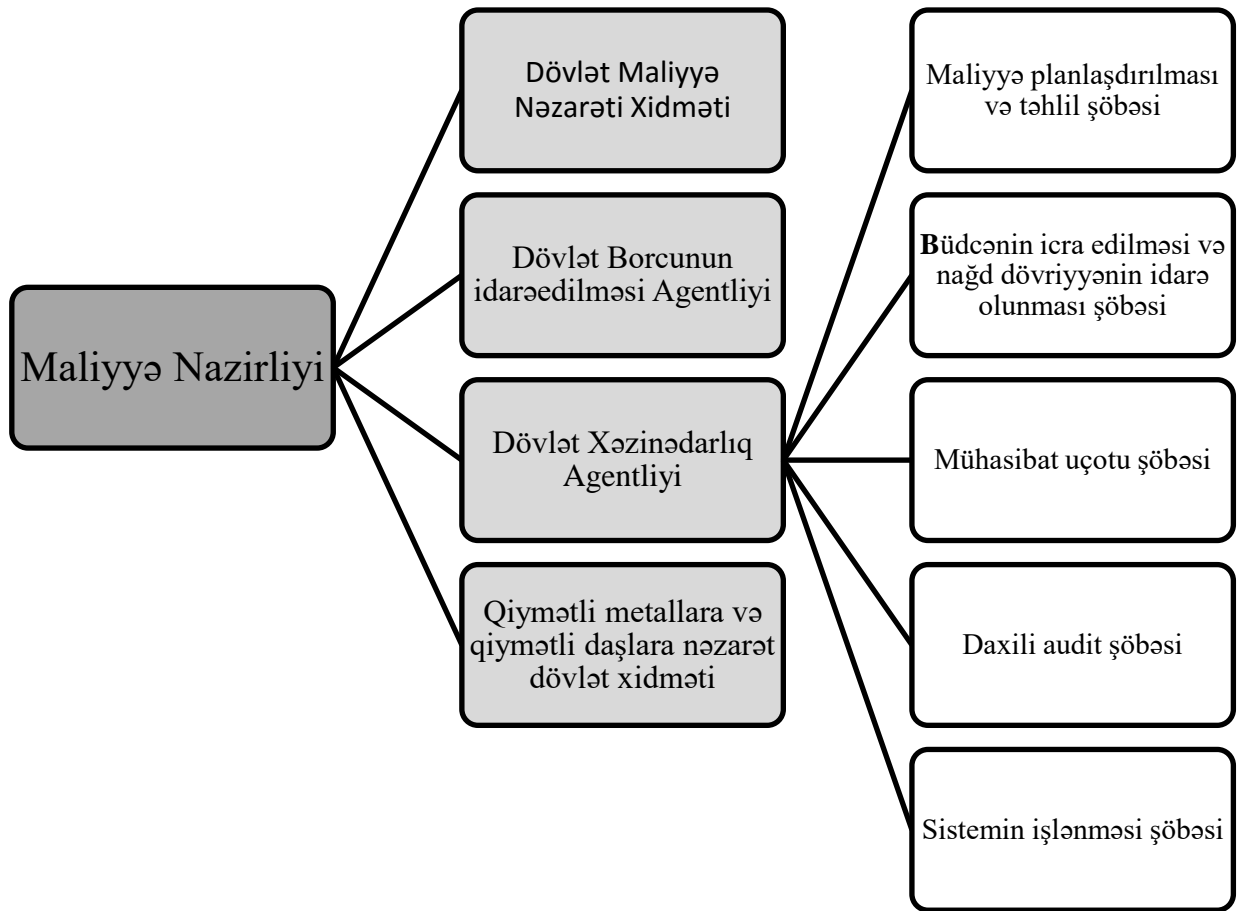 Maliyyə Nazirliyi
Dövlət Maliyyə
Nəzarəti Xidməti
Dövlət Borcunun
idarəedilməsi Agentliyi
Dövlət Xəzinədarlıq
Agentliyi
Qiymətli metallara və
qiymətli daşlara nəzarət
dövlət xidməti
Maliyyə planlaşdırılması
və təhlil şöbəsi
Büdcənin icra edilməsi və
nağd dövriyyənin idarə
olunması şöbəsi
Mühasibat uçotu şöbəsi
Daxili audit şöbəsi
Sistemin işlənməsi şöbəsi